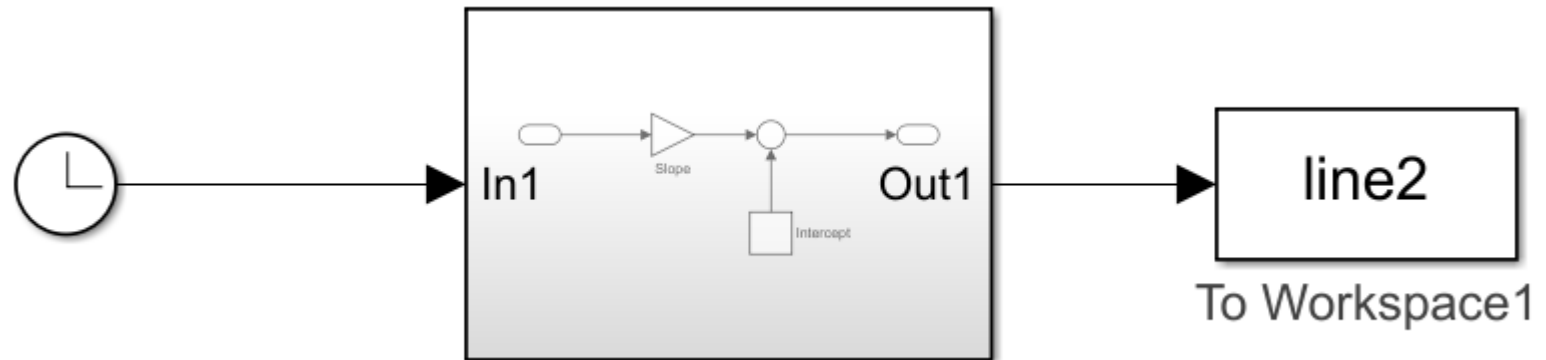 In1
Slope
Intercept
Out1
line2
To Workspace1